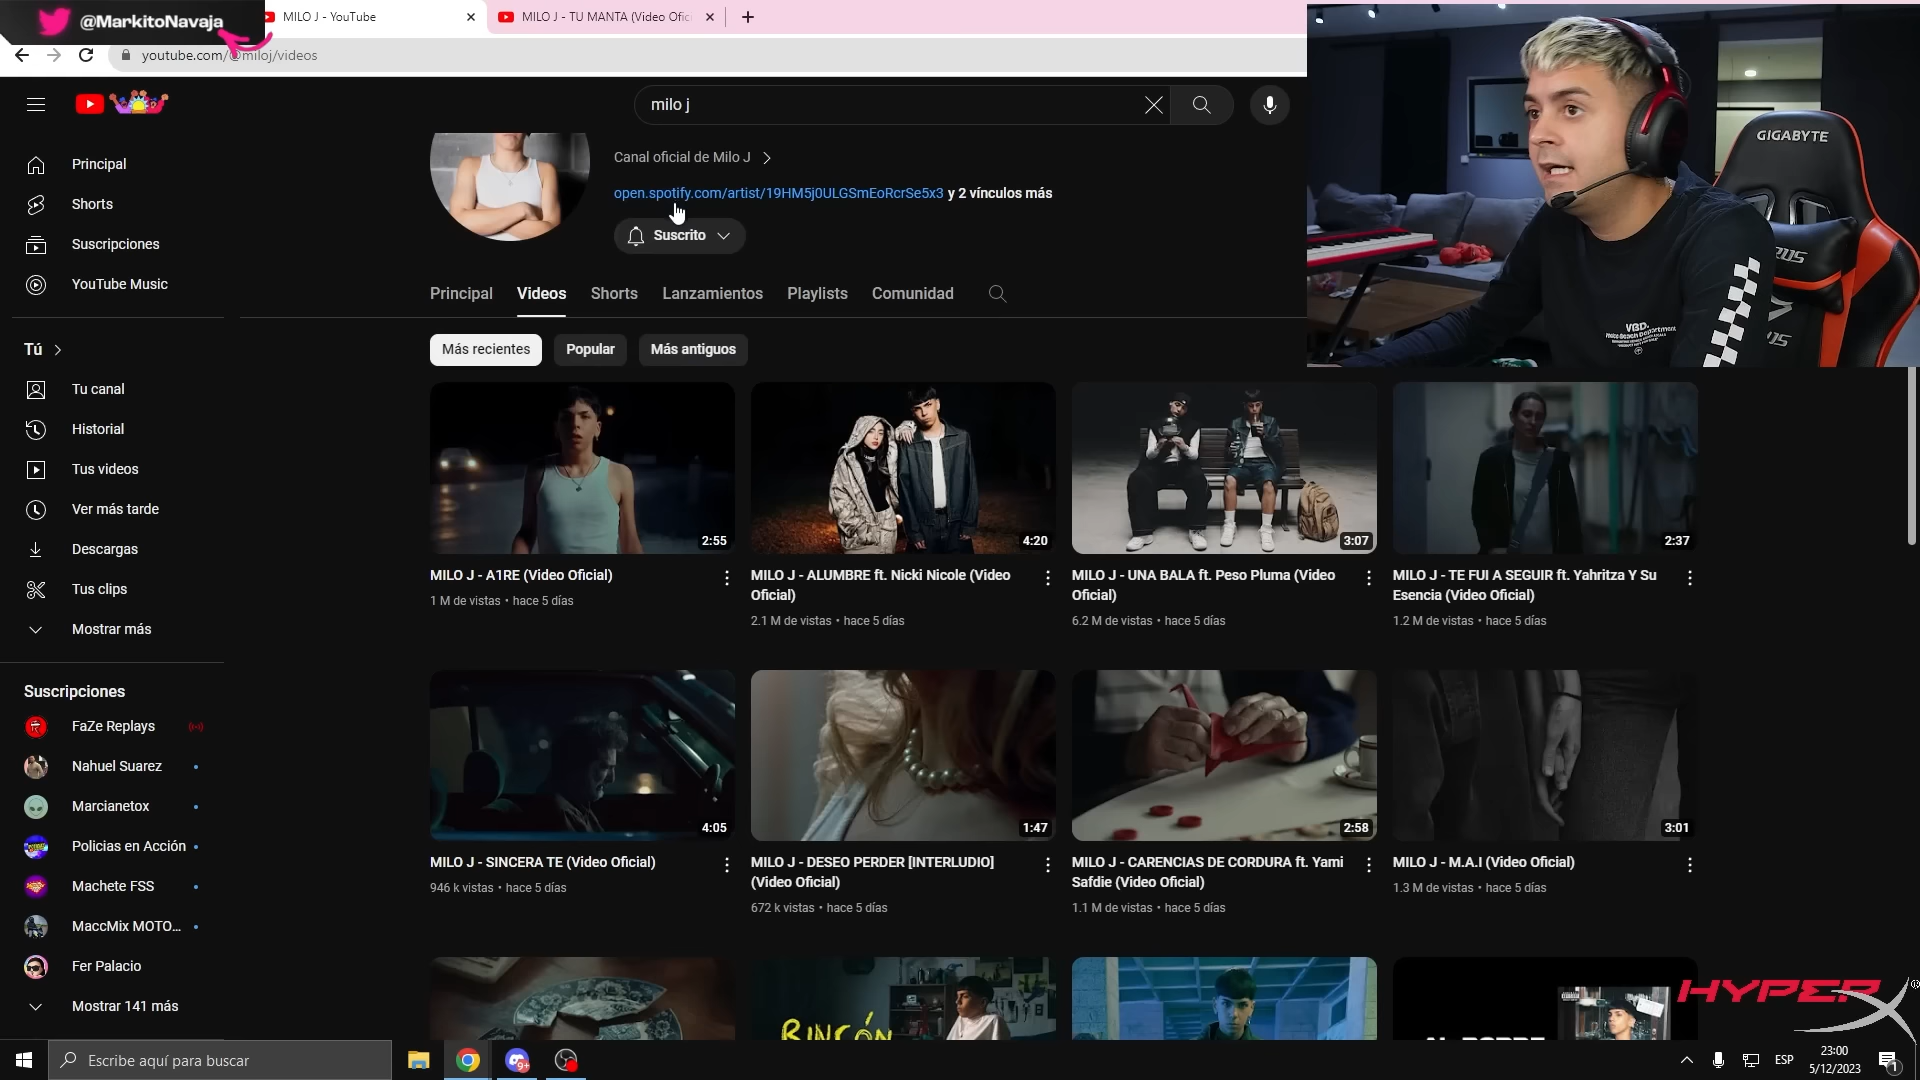 @MarkitoNavaja
MILO J - YouTube
MILO J - TU MANTA (Video Ofic
youtube.com/@miloj/videos
milo j
Principal
Shorts
Suscripciones
YouTube Music
Tú
Tu canal
Historial
Tus videos
Ver más tarde
Descargas
Tus clips
Mostrar más
Suscripciones
FaZe Replays
Nahuel Suarez
Marcianetox
Policias en Acción
Machete FSS
MaccMix MOTO...
Fer Palacio
Mostrar 141 más
Canal oficial de Milo J
open.spotify.com/artist/19HM5j0ULGSmEoRcrSe5x3 y 2 vínculos más
Suscrito
Principal Videos Shorts Lanzamientos Playlists Comunidad
Más recientes Popular Más antiguos
2:55
MILO J - A1RE (Video Oficial)
1 M de vistas • hace 5 días
4:20
MILO J - ALUMBRE ft. Nicki Nicole (Video
Oficial)
2.1 M de vistas • hace 5 días
3:07
MILO J - UNA BALA ft. Peso Pluma (Video
Oficial)
6.2 M de vistas • hace 5 días
2:37
MILO J - TE FUI A SEGUIR ft. Yahritza Y Su
Esencia (Video Oficial)
1.2 M de vistas • hace 5 días
4:05
MILO J - SINCERA TE (Video Oficial)
946 k vistas • hace 5 días
1:47
MILO J - DESEO PERDER [INTERLUDIO]
(Video Oficial)
672 k vistas • hace 5 días
2:58
MILO J - CARENCIAS DE CORDURA ft. Yami
Safdie (Video Oficial)
1.1 M de vistas • hace 5 días
3:01
MILO J - M.A.I (Video Oficial)
1.3 M de vistas • hace 5 días
RINCÓN
GIGABYTE
VBD.
HYPERX
Escribe aquí para buscar
9+
ESP
23:00
5/12/2023
1